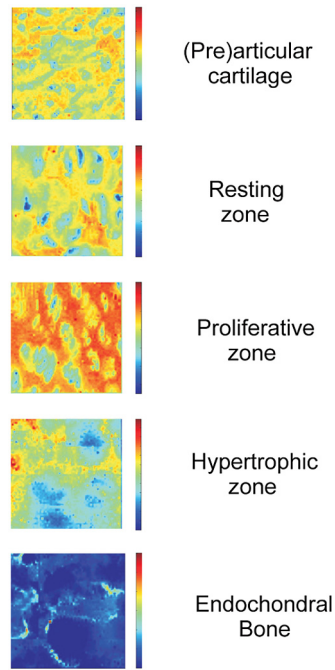 (Pre)articular
cartilage
Resting
zone
Proliferative
zone
Hypertrophic
zone
Endochondral
Bone